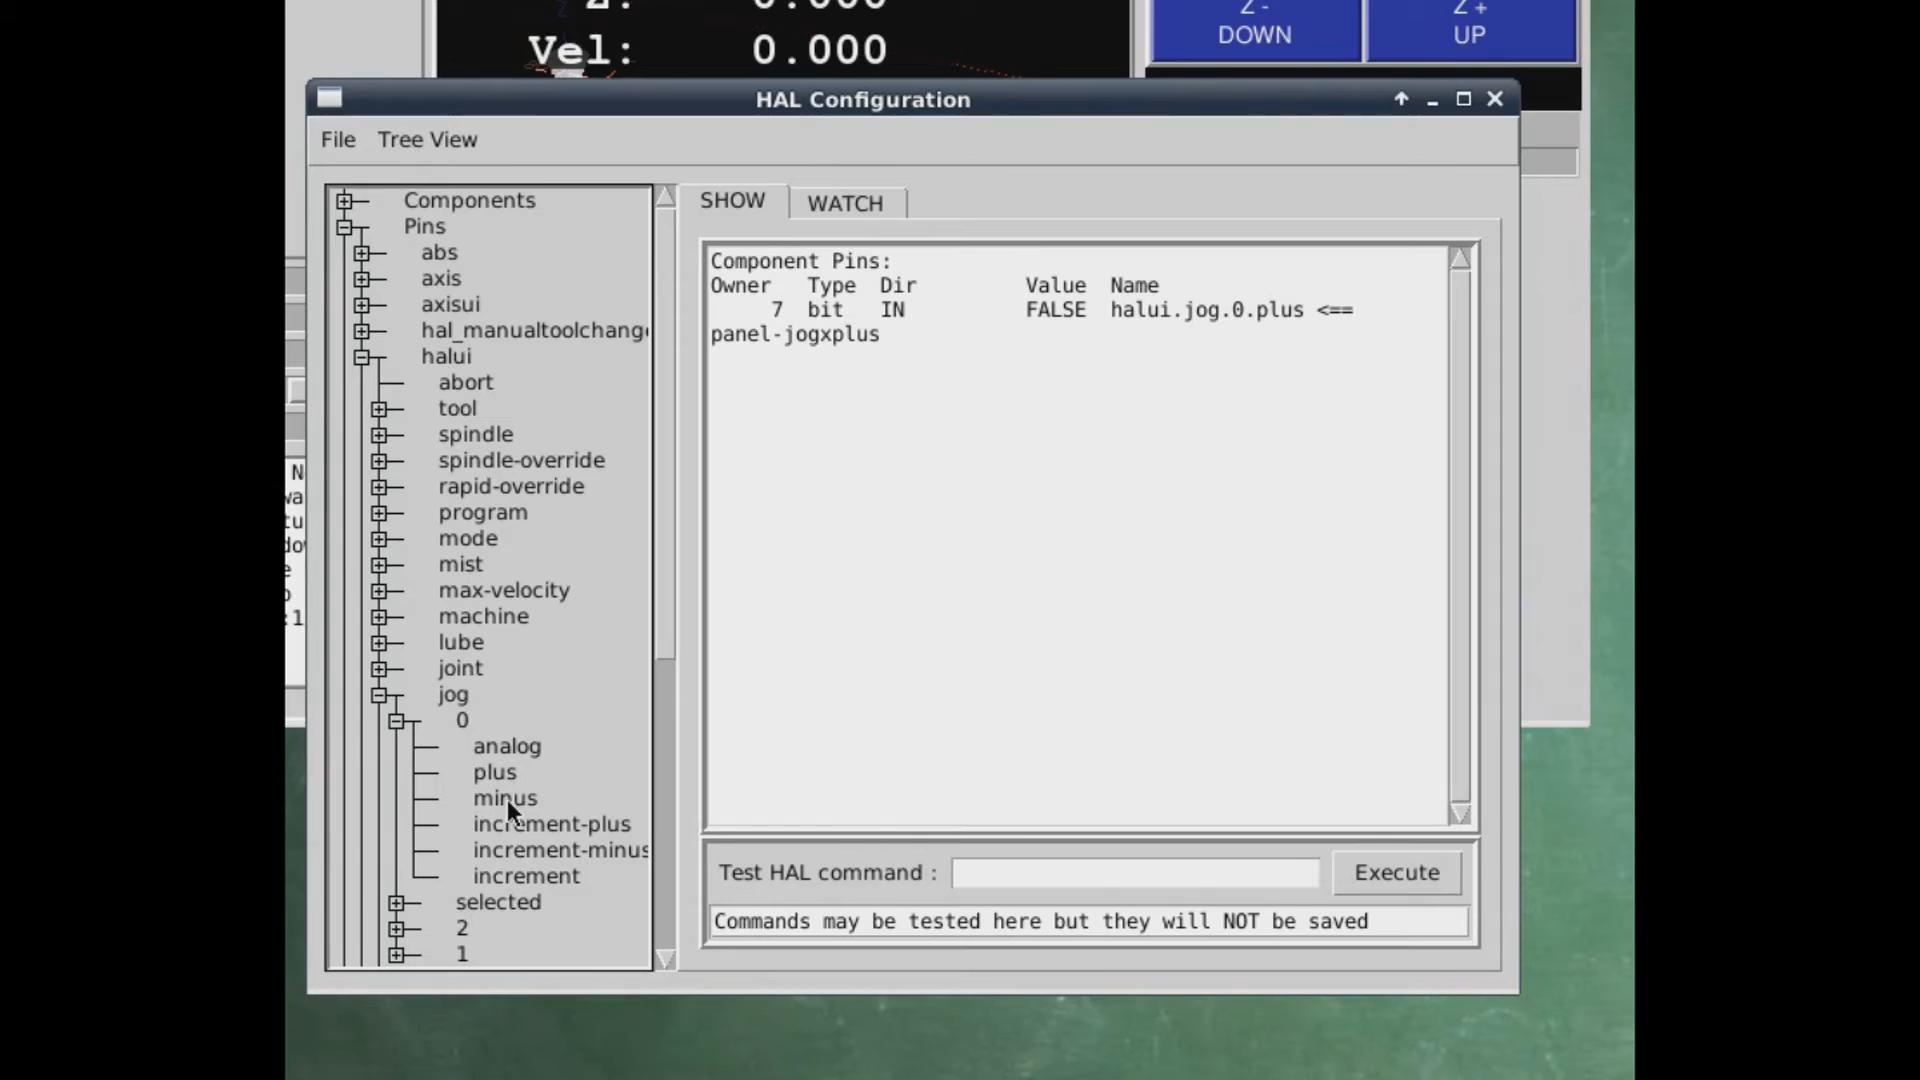 Z: 0.000
Vel: 0.000
Z - DOWN
Z + UP
HAL Configuration
File Tree View
Components
Pins
abs
axis
axisui
hal_manualtoolchang
halui
abort
tool
spindle
spindle-override
rapid-override
program
mode
mist
max-velocity
machine
lube
joint
jog
0
analog
plus
minus
increment-plus
increment-minus
increment
selected
2
1
SHOW WATCH
Component Pins:
Owner Type Dir Value Name
7 bit IN FALSE halui.jog.0.plus <==
panel-jogxplus
Test HAL command : Execute
Commands may be tested here but they will NOT be saved